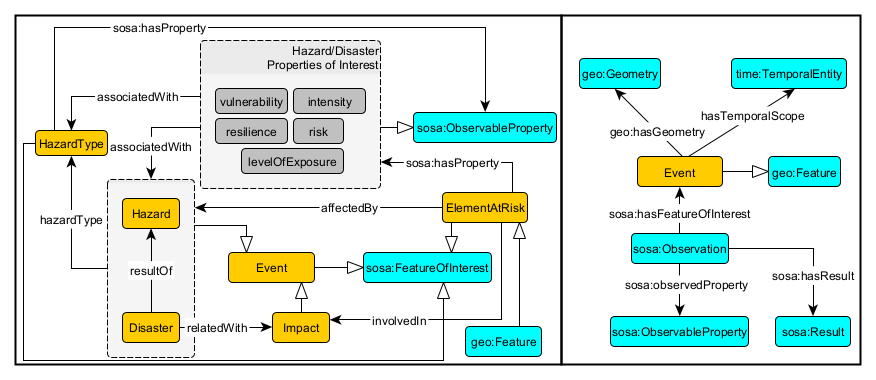 sosa:hasProperty
Hazard/Disaster
Properties of Interest
associatedWith
vulnerability
intensity
resilience
risk
levelOfExposure
sosa:ObservableProperty
HazardType
associatedWith
sosa:hasProperty
hazardType
Hazard
affectedBy
ElementAtRisk
resultOf
Event
sosa:FeatureOfInterest
Disaster
relatedWith
Impact
involvedIn
geo:Feature
geo:Geometry
time:TemporalEntity
hasTemporalScope
geo:hasGeometry
Event
geo:Feature
sosa:hasFeatureOfInterest
sosa:Observation
sosa:hasResult
sosa:observedProperty
sosa:ObservableProperty
sosa:Result